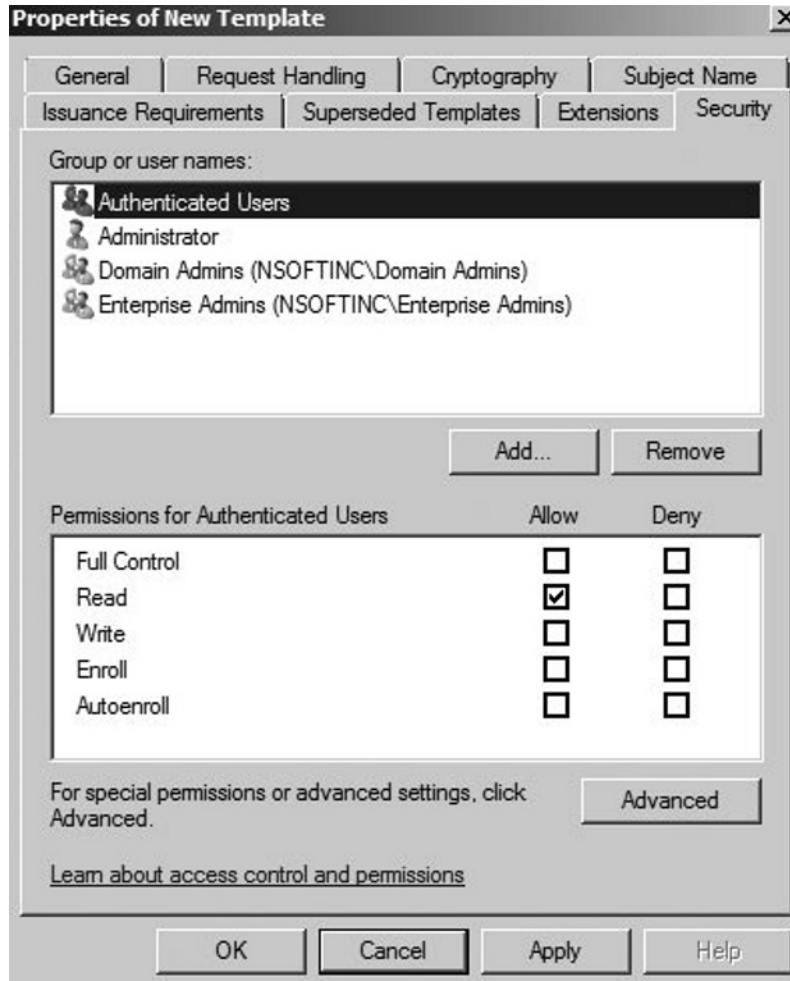 Properties of New Template
General Request Handling Cryptography Subject Name
Issuance Requirements Superseded Templates Extensions Security
Group or user names:
Authenticated Users
Administrator
Domain Admins (NSOFTINC\Domain Admins)
Enterprise Admins (NSOFTINC\Enterprise Admins)
Add... Remove
Permissions for Authenticated Users Allow Deny
Full Control
Read
Write
Enroll
Autoenroll
For special permissions or advanced settings, click
Advanced.
Advanced
Learn about access control and permissions
OK Cancel Apply Help